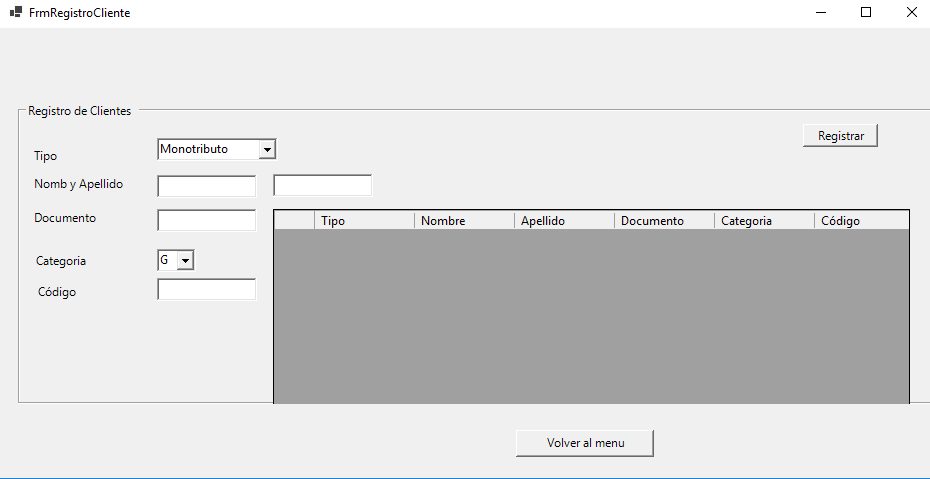 FrmRegistroCliente
Registro de Clientes
Registrar
Tipo
Monotributo
Nomb y Apellido
Documento
Tipo Nombre Apellido Documento Categoria Código
Categoria
G
Código
Volver al menu